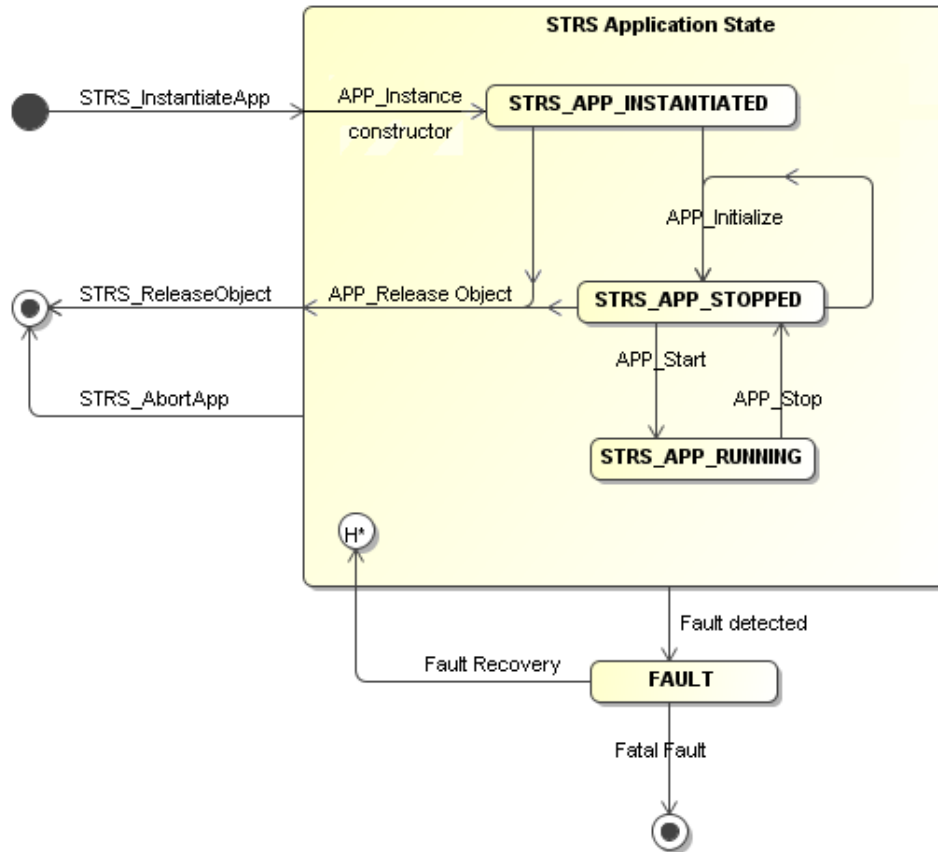 STRS Application State
STRS_InstantiateApp
APP_Instance
constructor
STRS_APP_INSTANTIATED
APP_Initialize
STRS_ReleaseObject
APP_Release Object
STRS_APP_STOPPED
APP_Start
APP_Stop
STRS_AbortApp
STRS_APP_RUNNING
H*
Fault detected
Fault Recovery
FAULT
Fatal Fault